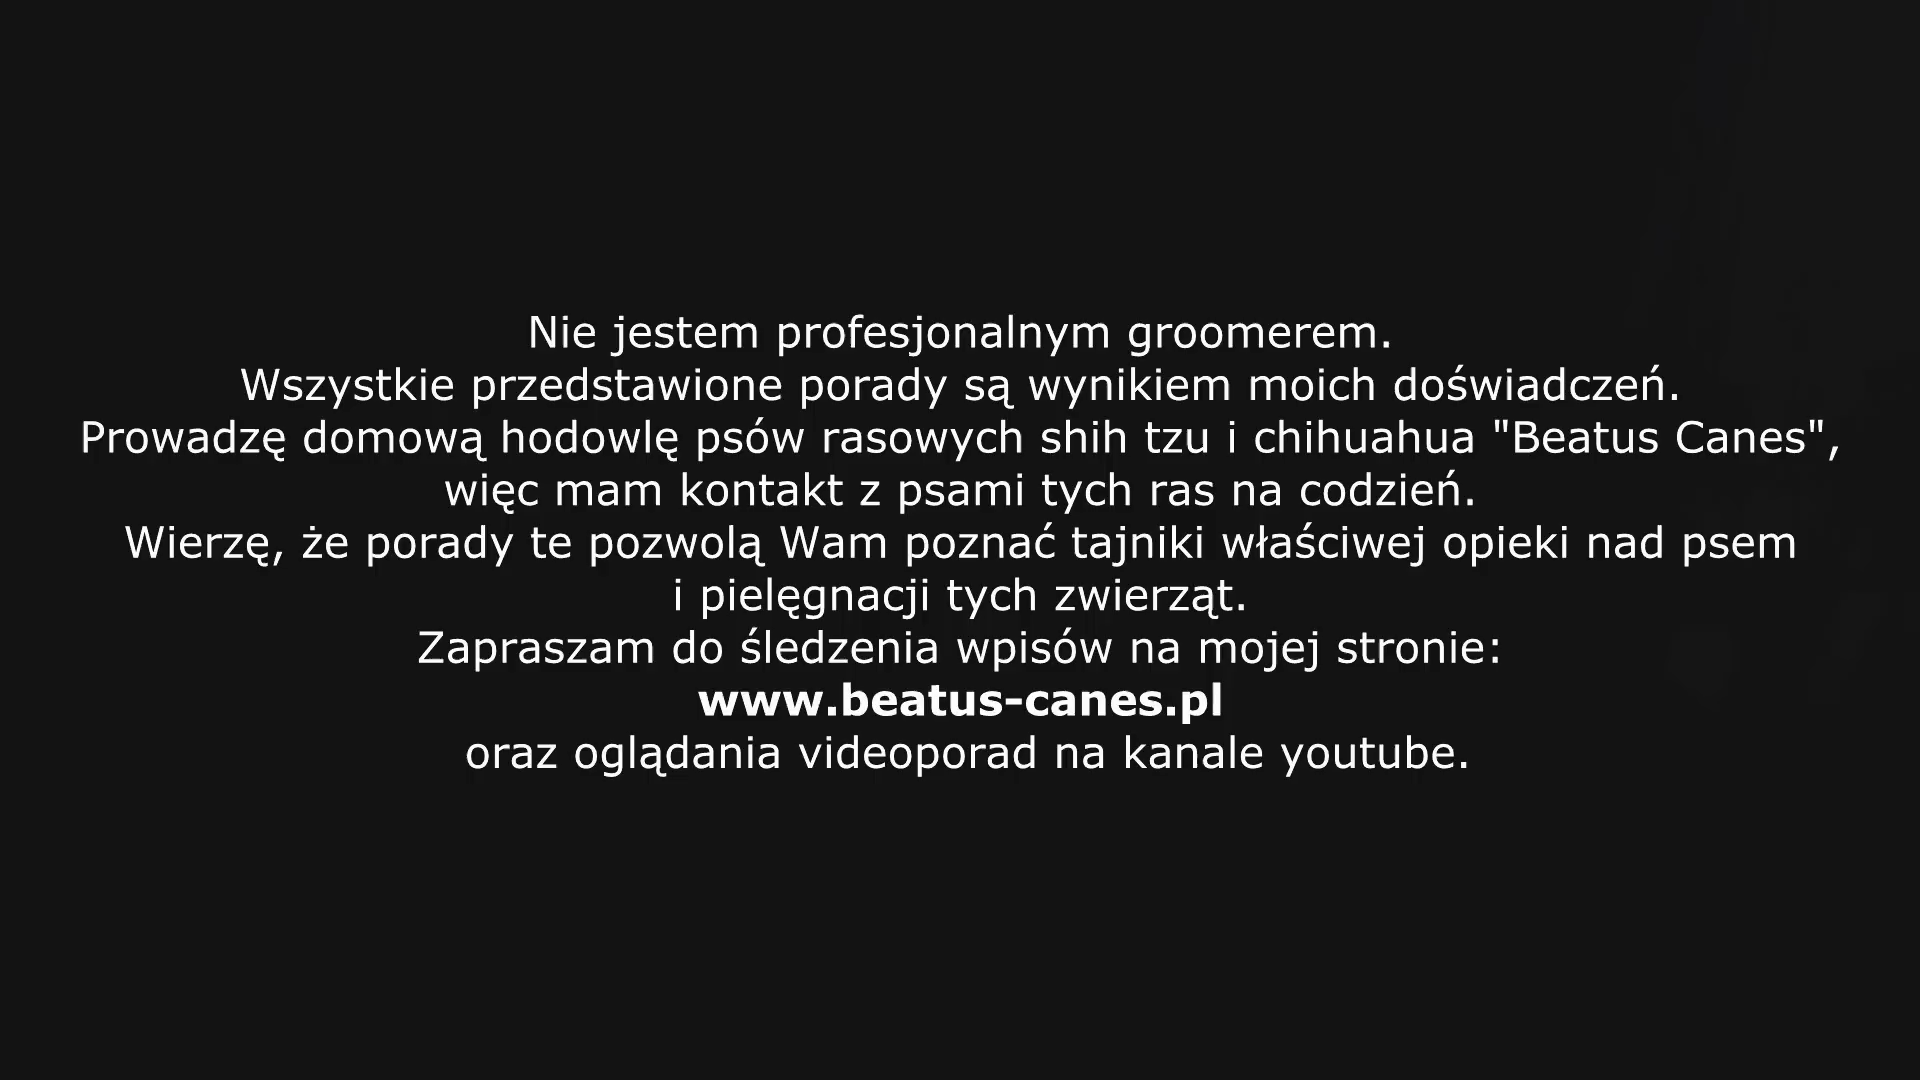 Nie jestem profesjonalnym groomerem.
Wszystkie przedstawione porady są wynikiem moich doświadczeń.
Prowadzę domową hodowlę psów rasowych shih tzu i chihuahua "Beatus Canes",
więc mam kontakt z psami tych ras na codzień.
Wierzę, że porady te pozwolą Wam poznać tajniki właściwej opieki nad psem
i pielęgnacji tych zwierząt.
Zapraszam do śledzenia wpisów na mojej stronie:
www.beatus-canes.pl
oraz oglądania videoporad na kanale youtube.